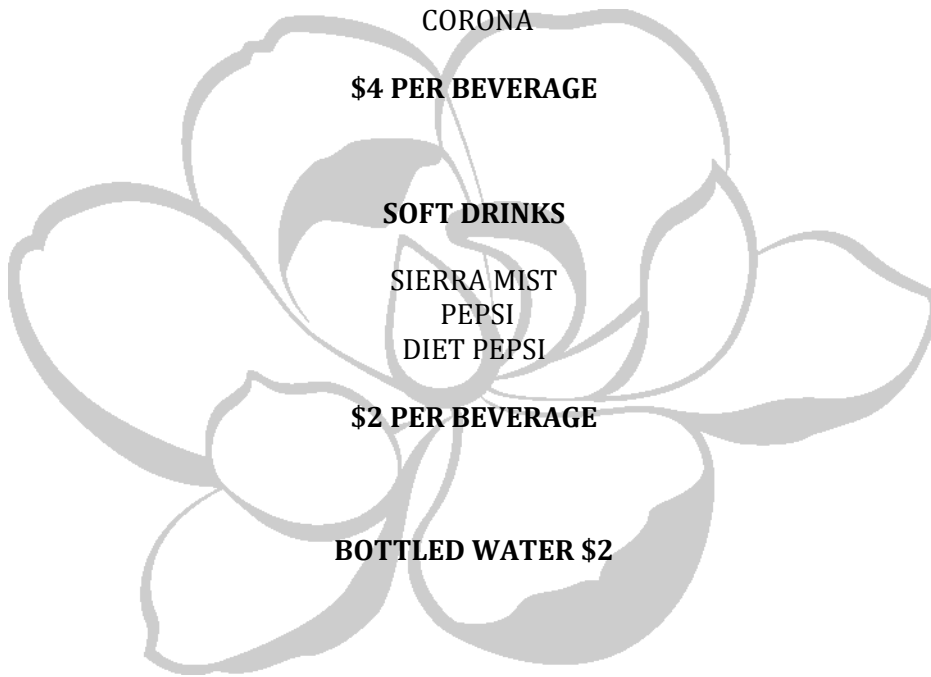 CORONA
$4 PER BEVERAGE
SOFT DRINKS
SIERRA MIST
PEPSI
DIET PEPSI
$2 PER BEVERAGE
BOTTLED WATER $2